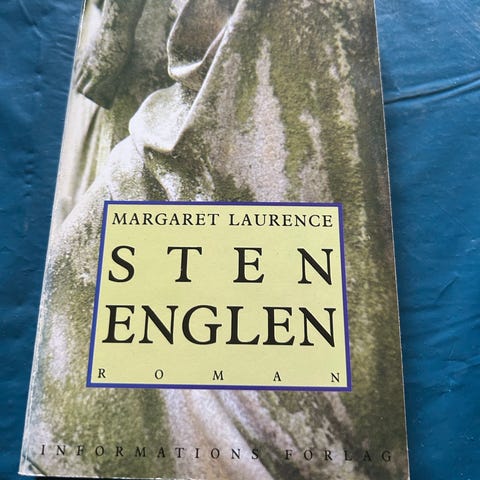 MARGARET LAURENCE
STEN
ENGLEN
ROMAN
INFORMATIONS FORLAG